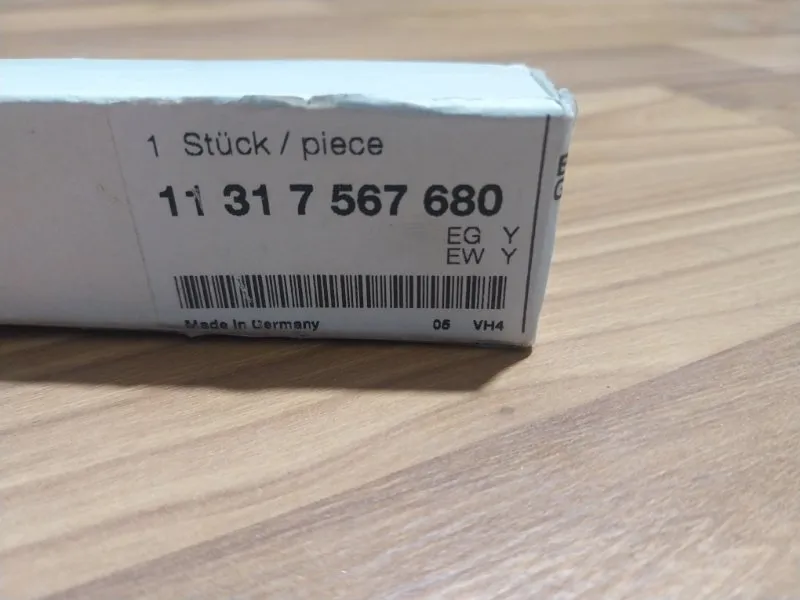 1 Stück / piece
11 31 7 567 680
EG Y
EW Y
Made in Germany 05 VH4